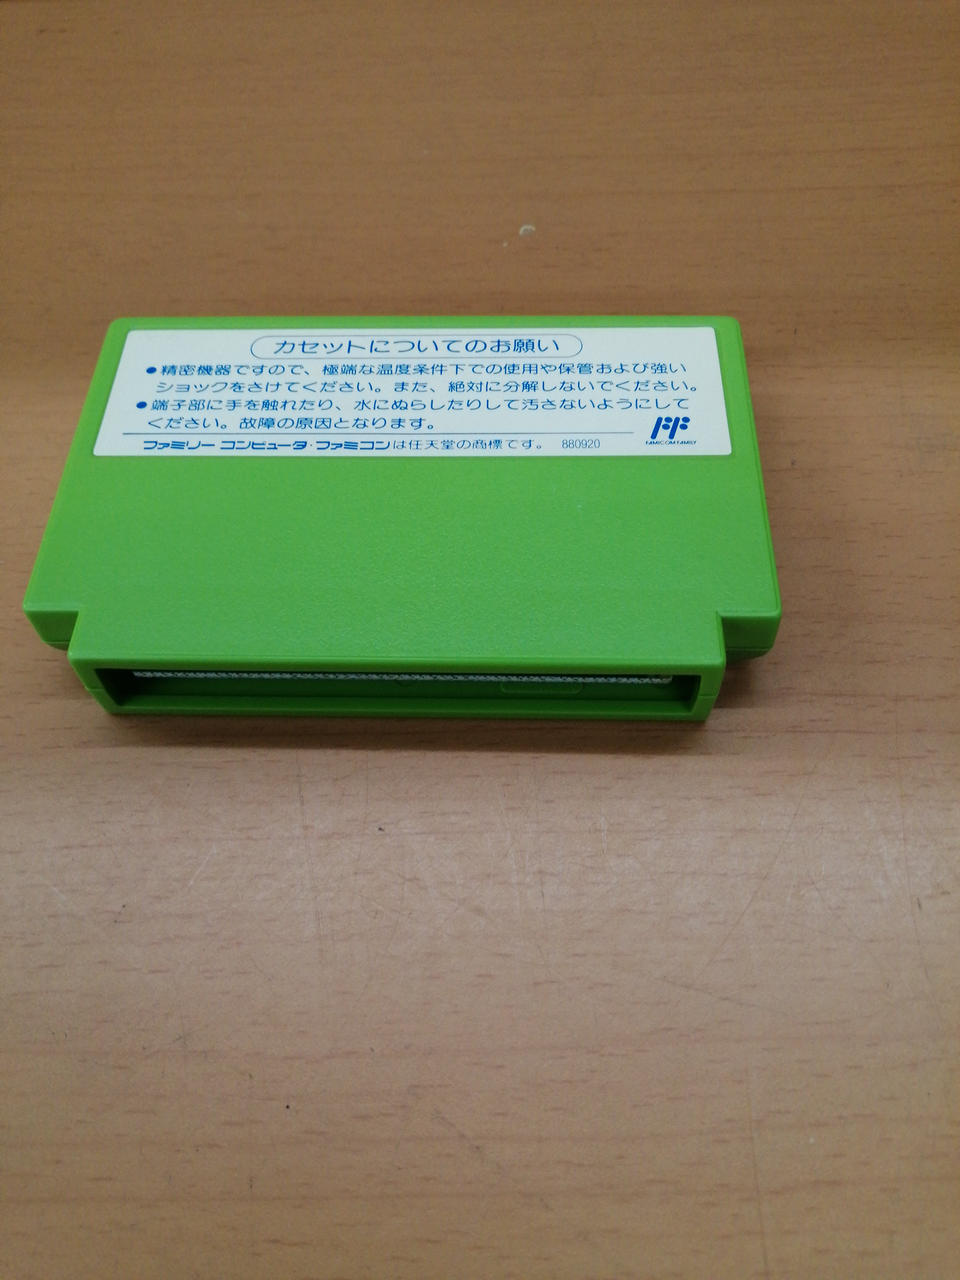 カセットについてのお願い
●精密機器ですので、極端な温度条件下での使用や保管および強い
ショックをさけてください。また、絶対に分解しないでください。
●端子部に手を触れたり、水にぬらしたりして汚さないようにして
ください。故障の原因となります。
FAMICOM FAMILY
ファミリー コンピュータ・ファミコンは任天堂の商標です。 880920